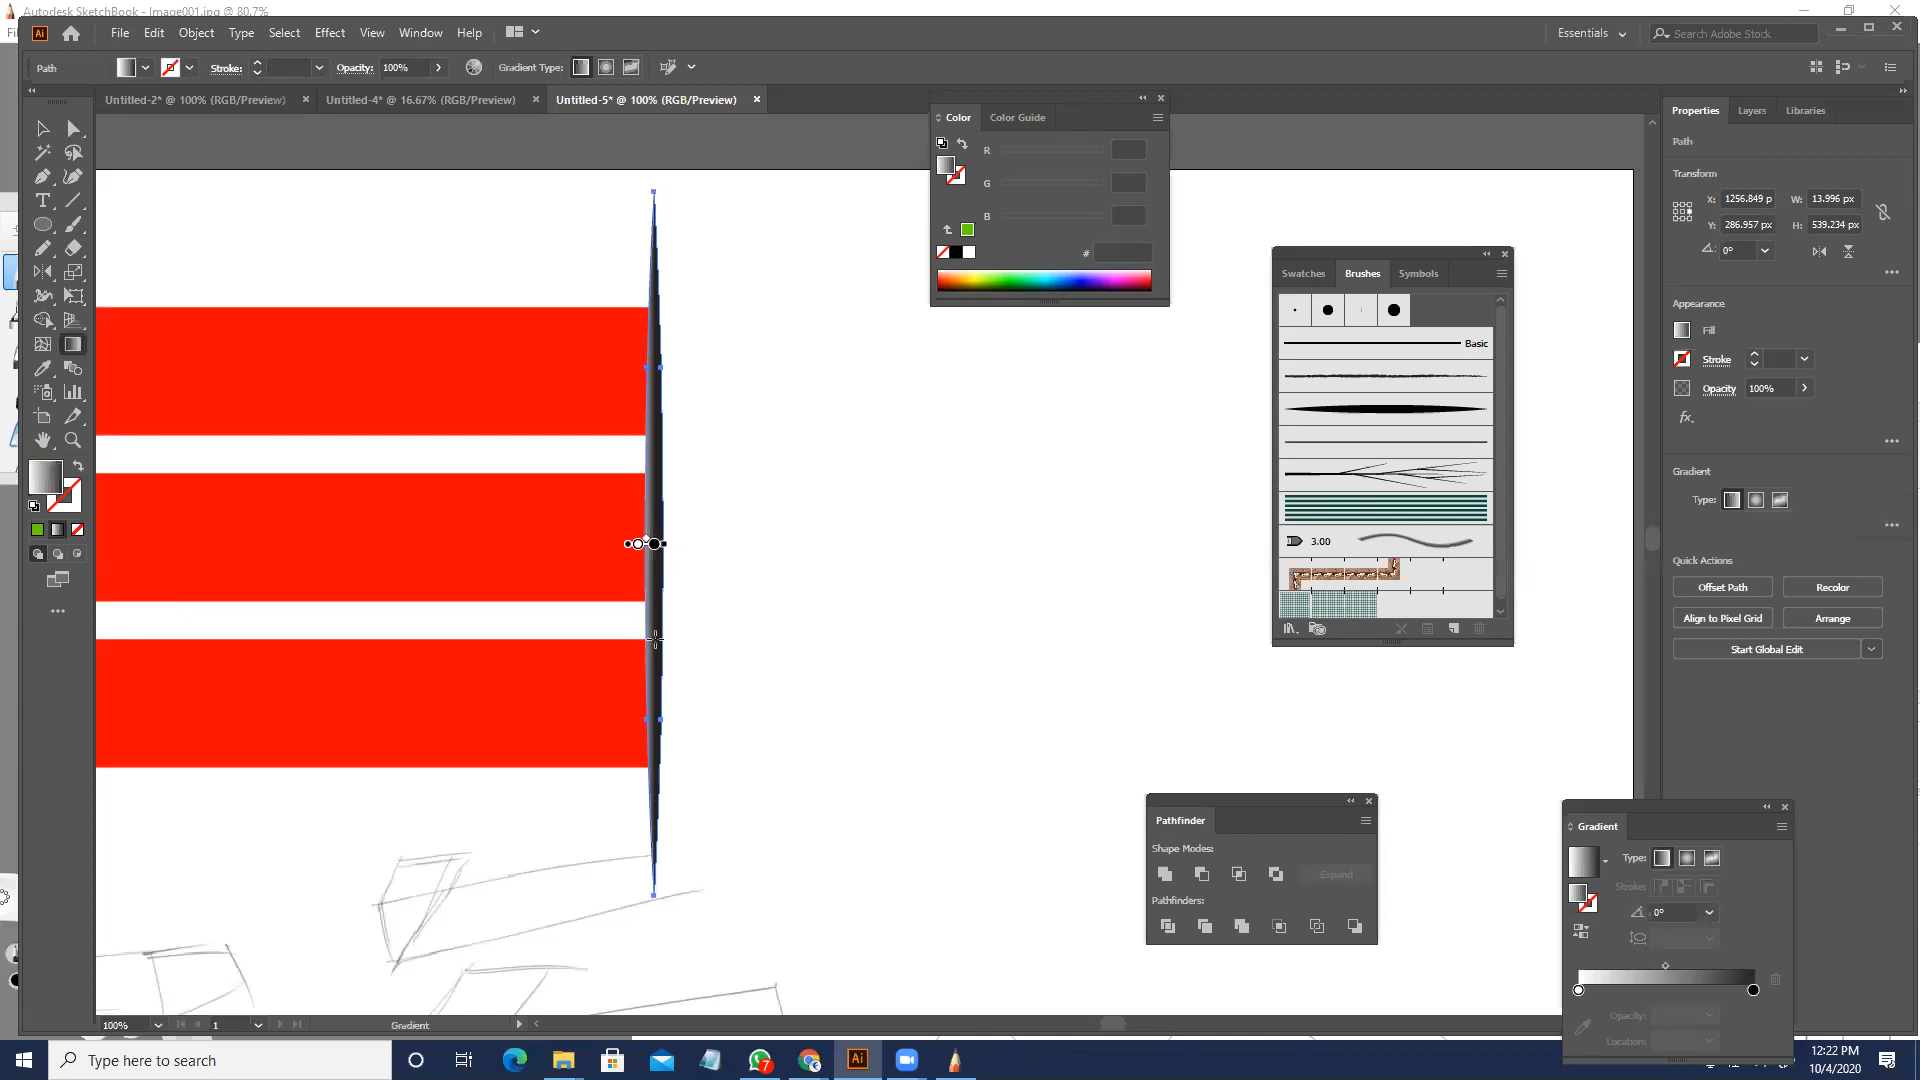 Autodesk SketchBook - Image001.jpg @ 80.7%
Ai File Edit Object Type Select Effect View Window Help
Essentials
Search Adobe Stock
Path
Stroke:
Opacity: 100%
Gradient Type:
Untitled-2* @ 100% (RGB/Preview)
Untitled-4* @ 16.67% (RGB/Preview)
Untitled-5* @ 100% (RGB/Preview)
Color Color Guide
R
G
B
#
Swatches Brushes Symbols
Basic
3.00
Properties Layers Libraries
Path
Transform
X: 1256.849 p W: 13.996 px
Y: 286.957 px H: 539.234 px
0°
Appearance
Fill
Stroke
Opacity 100%
fx.
Gradient
Type:
Quick Actions
Offset Path Recolor
Align to Pixel Grid Arrange
Start Global Edit
Pathfinder
Shape Modes:
Expand
Pathfinders:
Gradient
Type:
Stroke:
0°
Opacity:
Location:
100% 1 Gradient
Type here to search
7
Ai
12:22 PM
10/4/2020